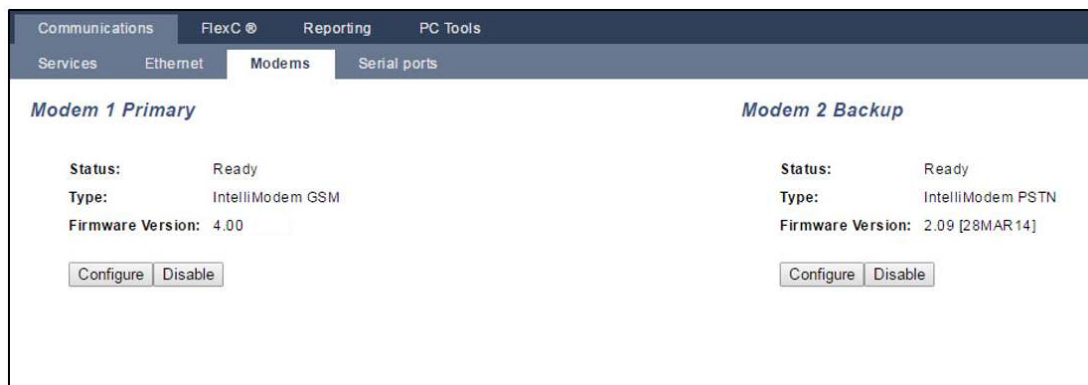 Communications FlexC ® Reporting PC Tools
Services Ethernet Modems Serial ports
Modem 1 Primary Modem 2 Backup
Status: Ready Status: Ready
Type: IntelliModem GSM Type: IntelliModem PSTN
Firmware Version: 4.00 Firmware Version: 2.09 [28MAR14]
Configure Disable Configure Disable